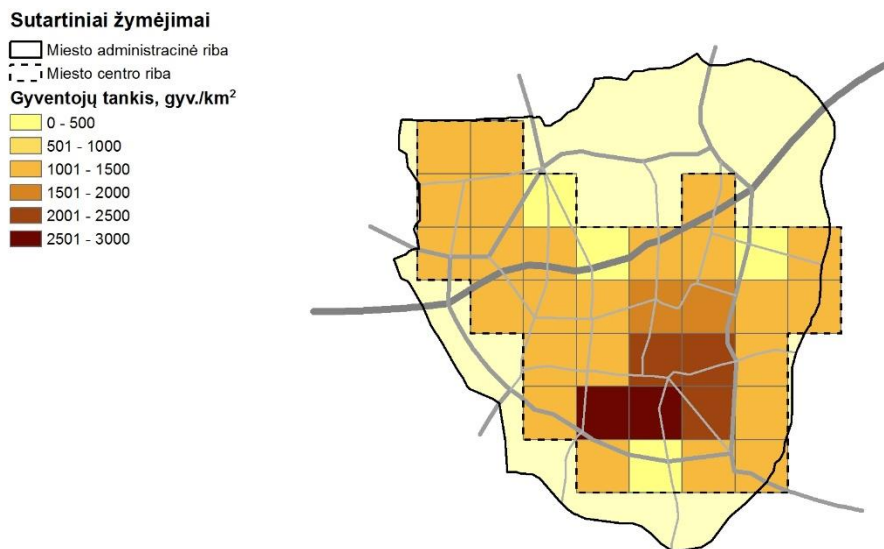 Sutartiniai žymėjimai
Miesto administracinė riba
Miesto centro riba
Gyventojų tankis, gyv./km²
0 - 500
501 - 1000
1001 - 1500
1501 - 2000
2001 - 2500
2501 - 3000